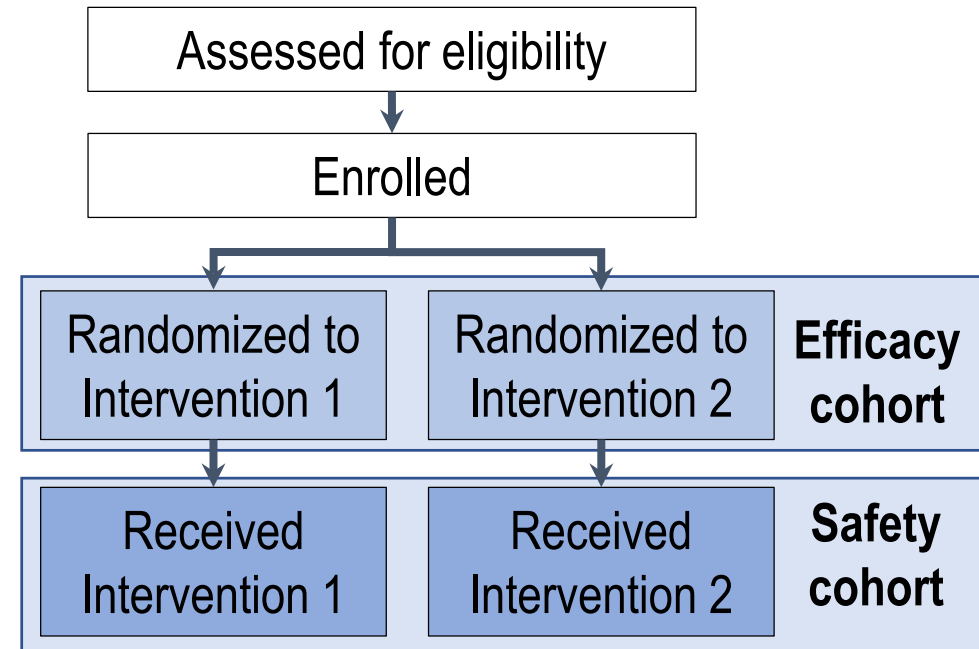 Assessed for eligibility
Enrolled
Randomized to
Intervention 1
Randomized to
Intervention 2
Efficacy
cohort
Received
Intervention 1
Received
Intervention 2
Safety
cohort